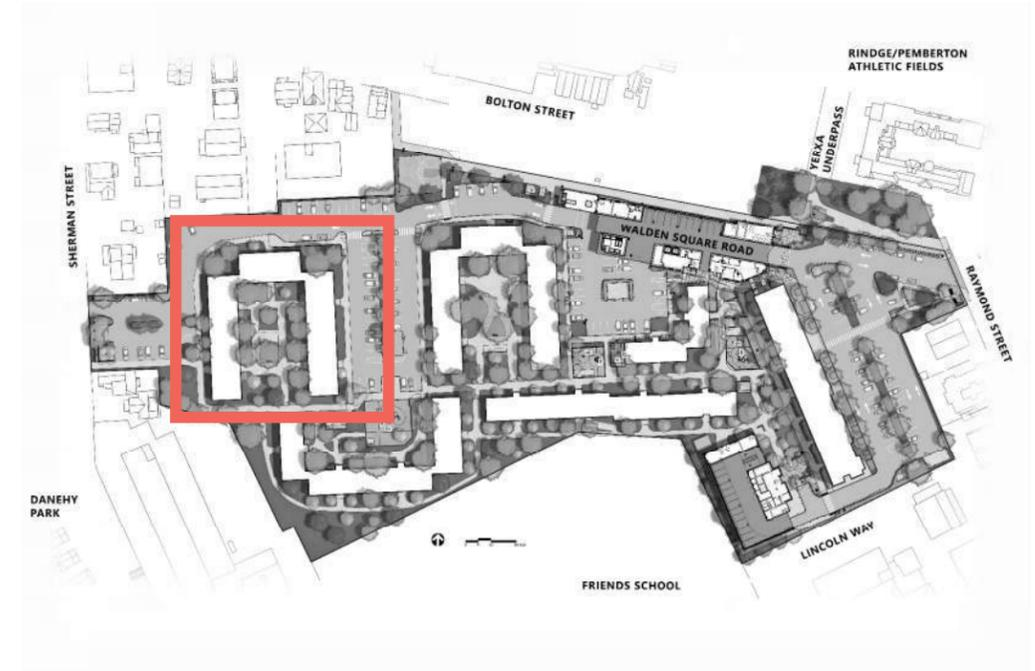 RINDGE/PEMBERTON
ATHLETIC FIELDS
BOLTON STREET
YERXA
UNDERPASS
SHERMAN STREET
WALDEN SQUARE ROAD
RAYMOND STREET
DANEHY
PARK
LINCOLN WAY
FRIENDS SCHOOL